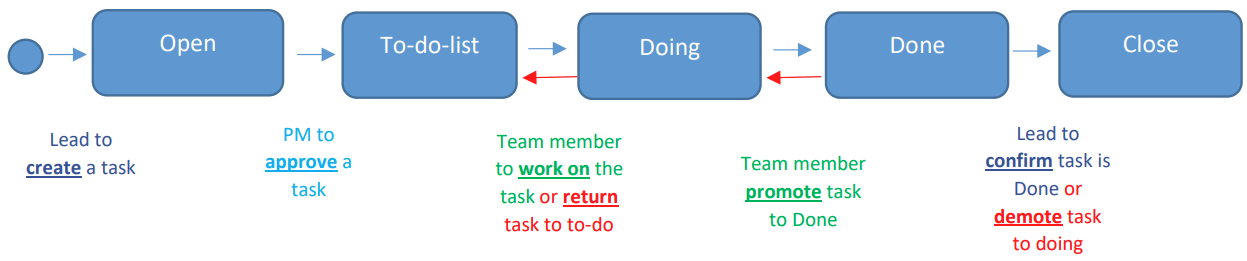 Open
To-do-list
Doing
Done
Close
Lead to
create a task
PM to
approve a
task
Team member
to work on the
task or return
task to to-do
Team member
promote task
to Done
Lead to
confirm task is
Done or
demote task
to doing